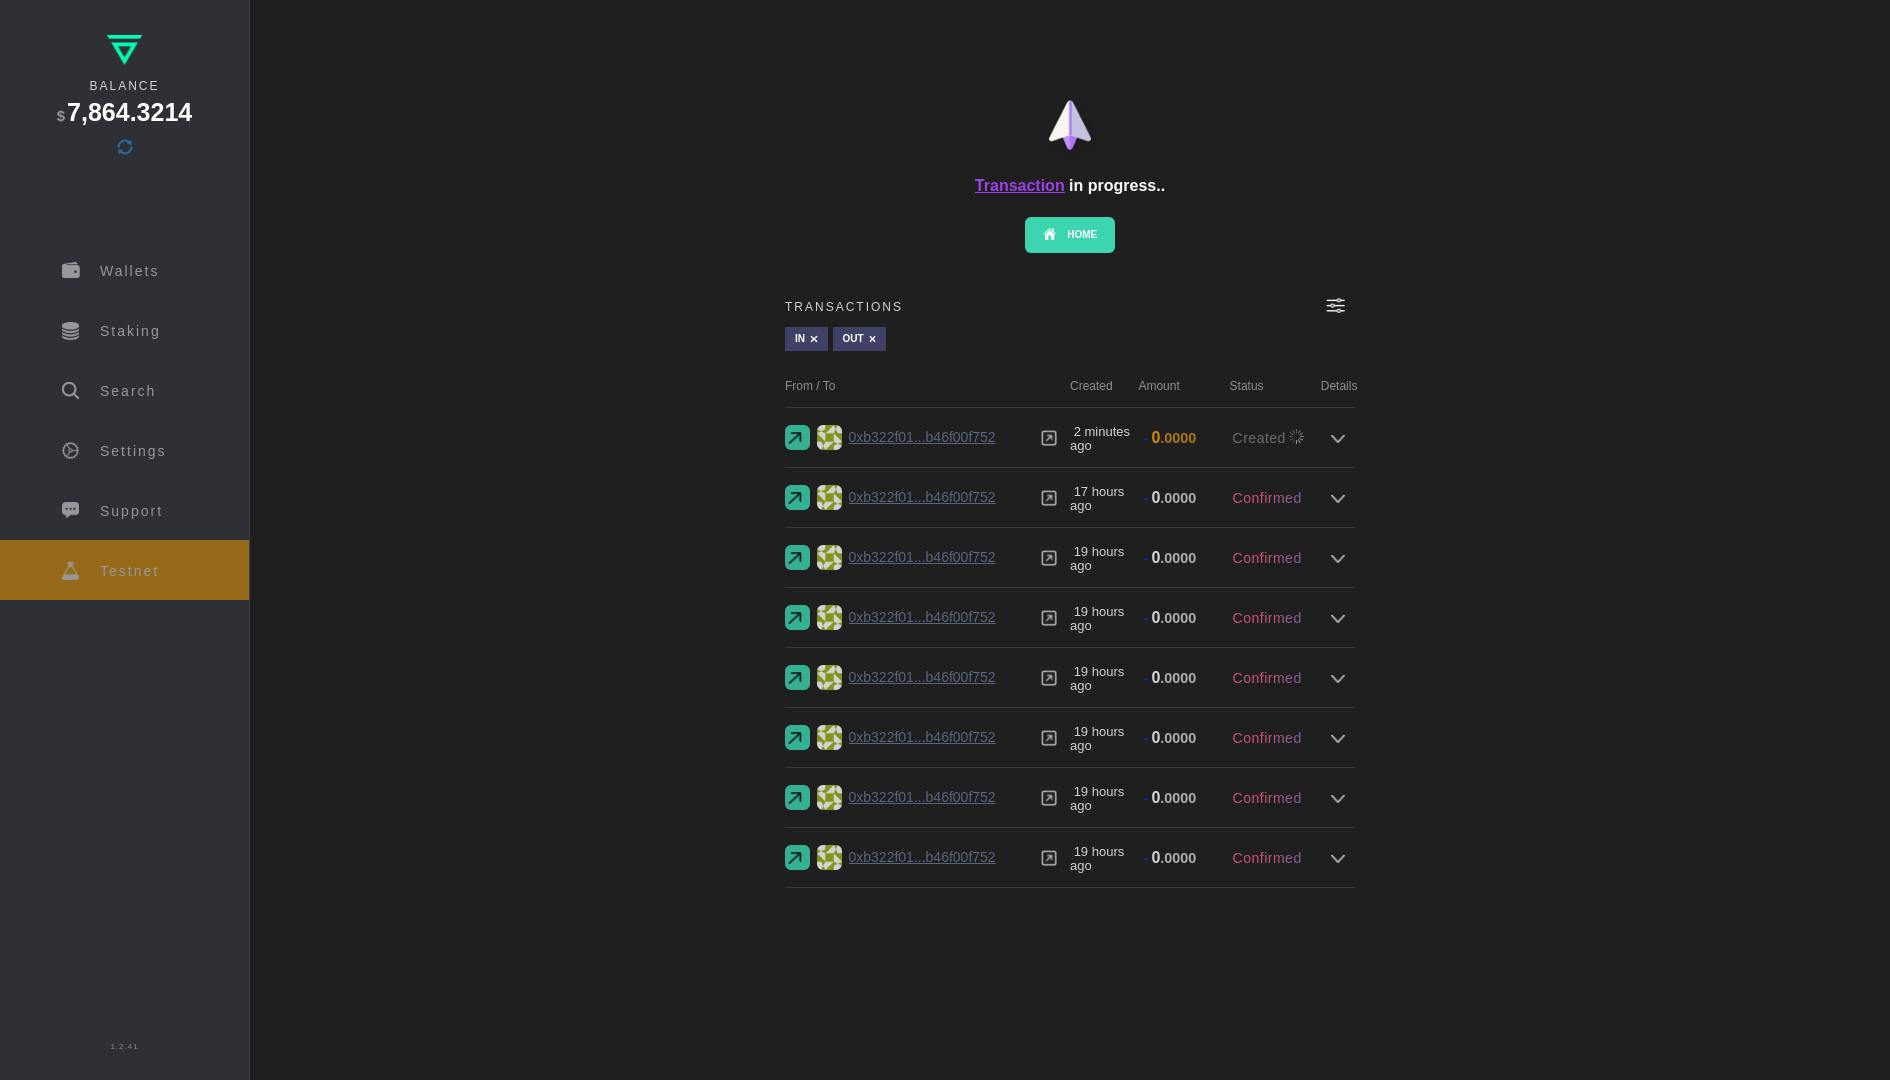 BALANCE
$7,864.3214
Wallets
Staking
Search
Settings
Support
Testnet
1.2.41
Transaction in progress..
HOME
TRANSACTIONS
IN ×
OUT ×
From / To Created Amount Status Details
0xb322f01...b46f00f752 2 minutes ago - 0.0000 Created
0xb322f01...b46f00f752 17 hours ago - 0.0000 Confirmed
0xb322f01...b46f00f752 19 hours ago - 0.0000 Confirmed
0xb322f01...b46f00f752 19 hours ago - 0.0000 Confirmed
0xb322f01...b46f00f752 19 hours ago - 0.0000 Confirmed
0xb322f01...b46f00f752 19 hours ago - 0.0000 Confirmed
0xb322f01...b46f00f752 19 hours ago - 0.0000 Confirmed
0xb322f01...b46f00f752 19 hours ago - 0.0000 Confirmed